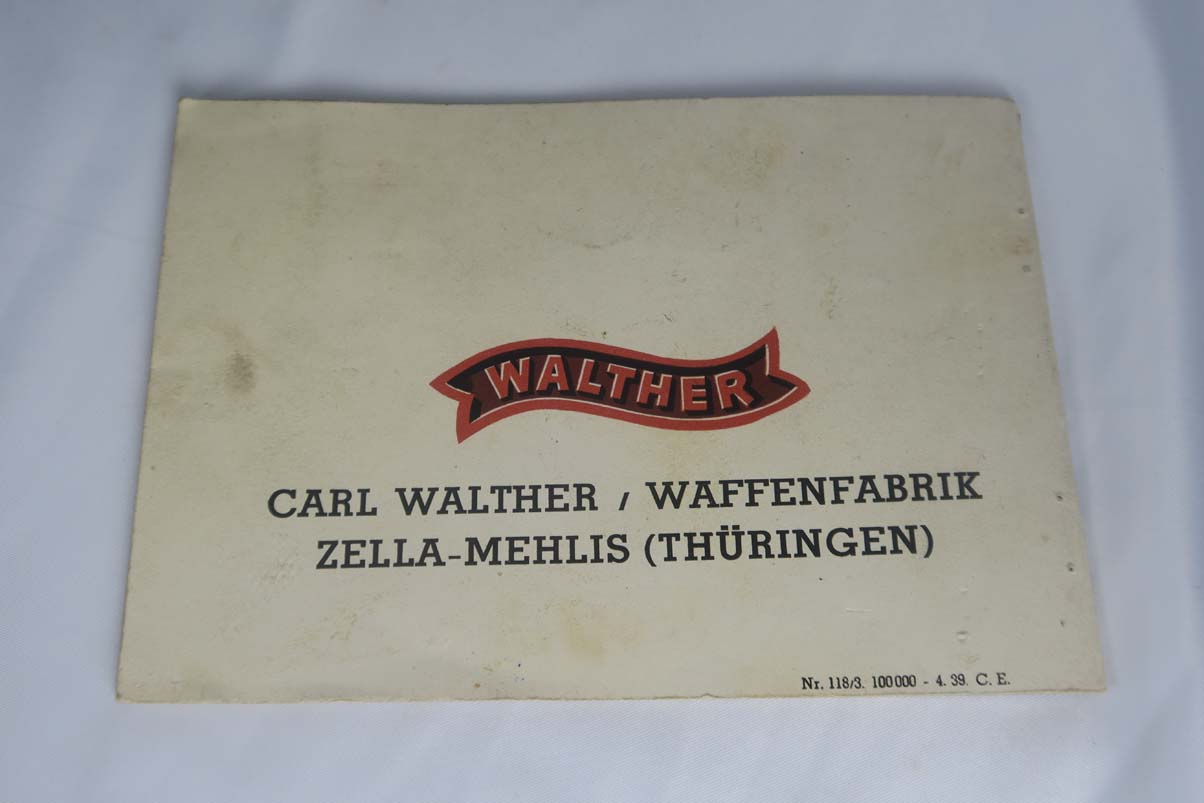 WALTHER
CARL WALTHER / WAFFENFABRIK
ZELLA-MEHLIS (THÜRINGEN)
Nr. 118/3. 100000 - 4. 39. C. E.